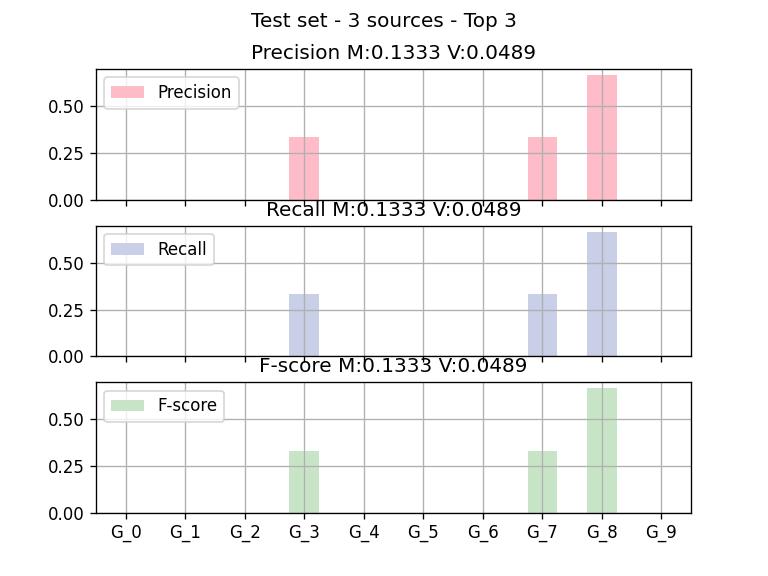 Test set - 3 sources - Top 3
Precision M:0.1333 V:0.0489
Precision
0.50
0.25
0.00
Recall M:0.1333 V:0.0489
Recall
0.50
0.25
0.00
F-score M:0.1333 V:0.0489
F-score
0.50
0.25
0.00
G_0 G_1 G_2 G_3 G_4 G_5 G_6 G_7 G_8 G_9